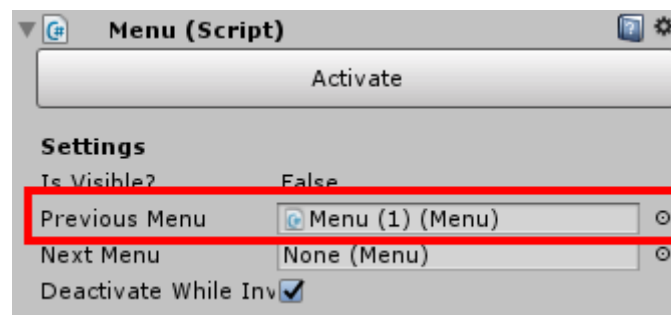 Menu (Script)
Activate
Settings
Is Visible? False
Previous Menu Menu (1) (Menu)
Next Menu None (Menu)
Deactivate While Inv